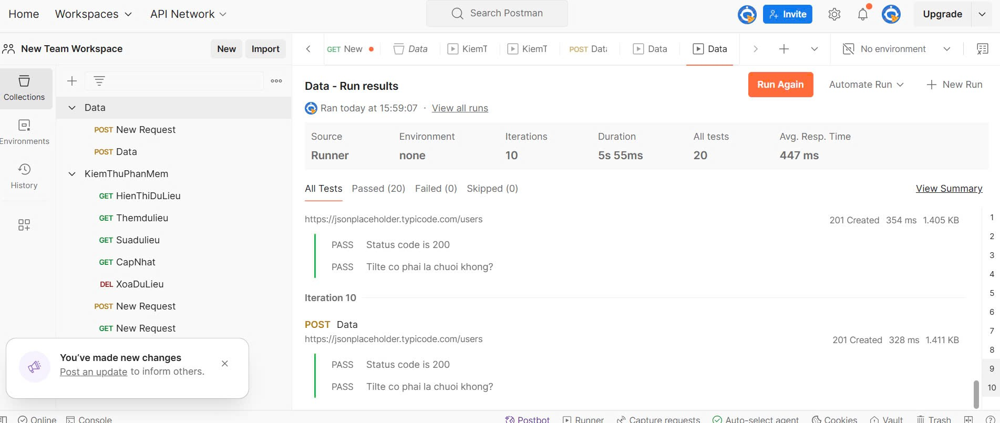 Home Workspaces API Network Search Postman Invite Upgrade
New Team Workspace New Import
GET New Data KiemT KiemT POST Data Data Data No environment
Collections
Environments
History
Data
POST New Request
POST Data
KiemThuPhanMem
GET HienThiDuLieu
GET Themdulieu
GET Suadulieu
GET CapNhat
DEL XoaDuLieu
POST New Request
GET New Request
You've made new changes
Post an update to inform others.
Data - Run results
Run Again Automate Run New Run
Ran today at 15:59:07 · View all runs
Source Environment Iterations Duration All tests Avg. Resp. Time
Runner none 10 5s 55ms 20 447 ms
All Tests Passed (20) Failed (0) Skipped (0) View Summary
https://jsonplaceholder.typicode.com/users 201 Created 354 ms 1.405 KB
PASS Status code is 200
PASS Tilte co phai la chuoi khong?
Iteration 10
POST Data
https://jsonplaceholder.typicode.com/users 201 Created 328 ms 1.411 KB
PASS Status code is 200
PASS Tilte co phai la chuoi khong?
1
2
3
4
5
6
7
8
9
10
Online Console Postbot Runner Capture requests Auto-select agent Cookies Vault Trash